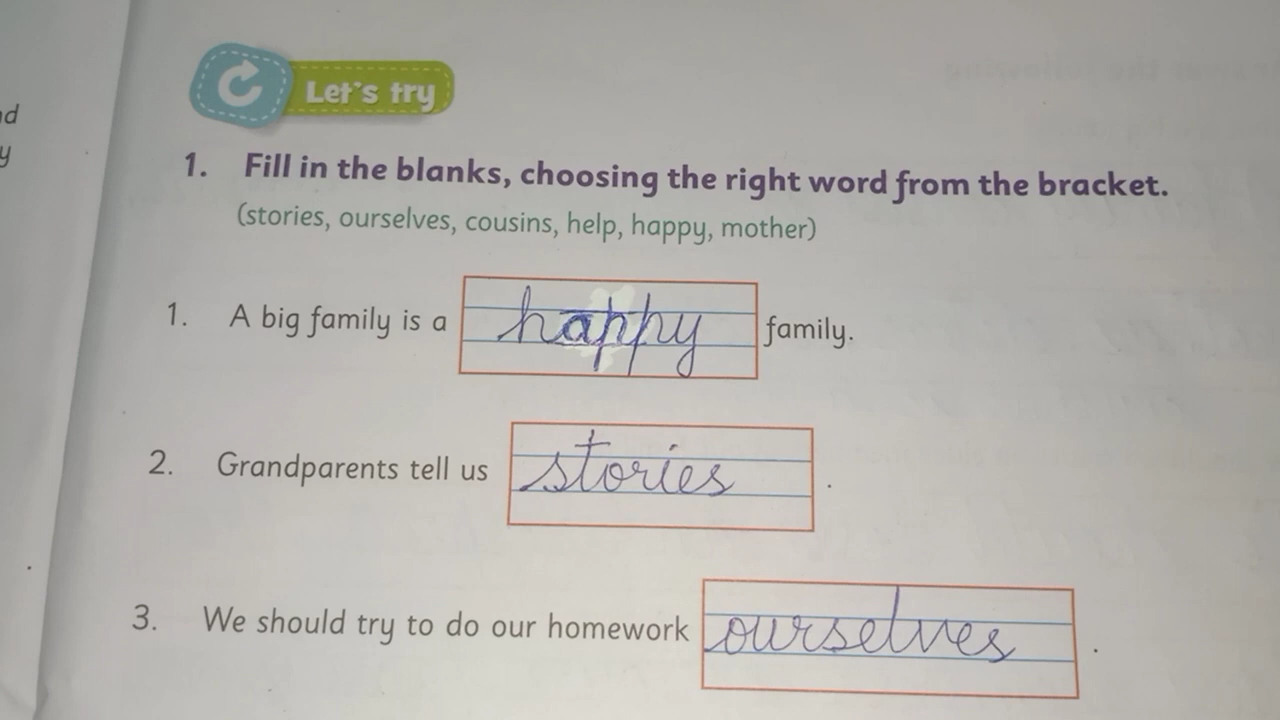 nd
y
Let's try
1. Fill in the blanks, choosing the right word from the bracket.
(stories, ourselves, cousins, help, happy, mother)
1. A big family is a happy family.
2. Grandparents tell us stories .
3. We should try to do our homework ourselves .